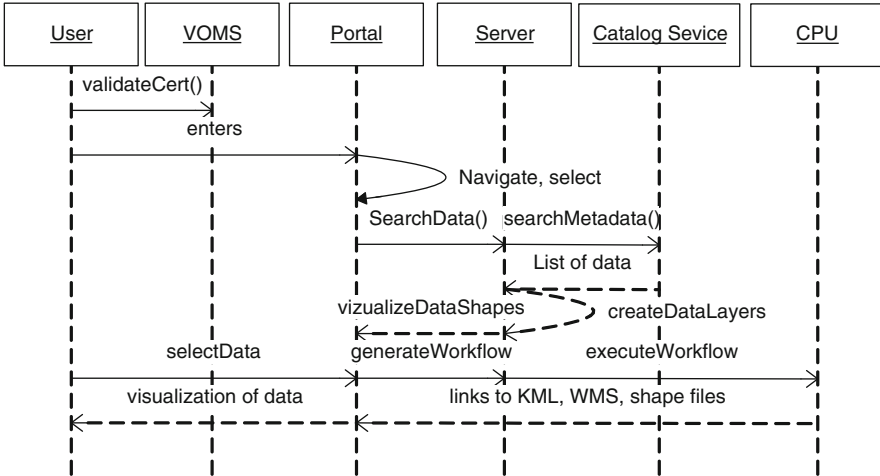 User VOMS Portal Server Catalog Sevice CPU
validateCert()
enters
Navigate, select
SearchData() searchMetadata()
List of data
vizualizeDataShapes createDataLayers
selectData generateWorkflow executeWorkflow
visualization of data links to KML, WMS, shape files